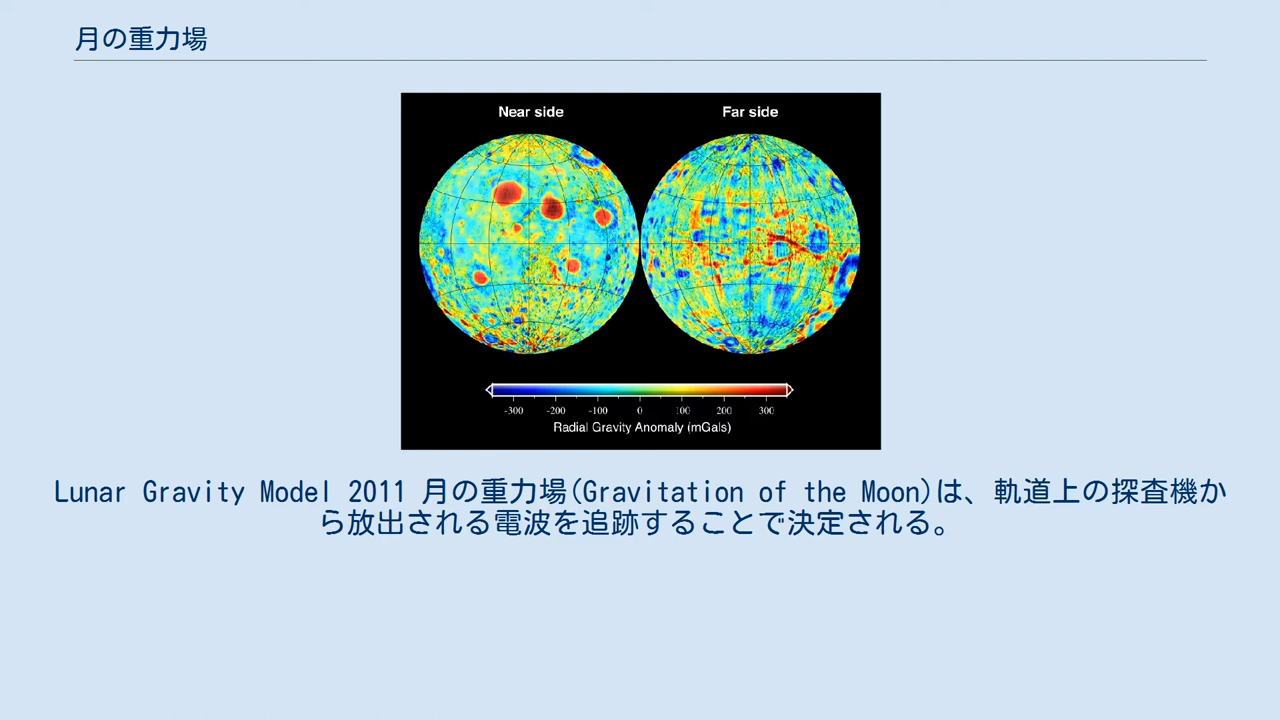 月の重力場
Near side
Far side
-300 -200 -100 0 100 200 300
Radial Gravity Anomaly (mGals)
Lunar Gravity Model 2011 月の重力場(Gravitation of the Moon)は、軌道上の探査機か
ら放出される電波を追跡することで決定される。